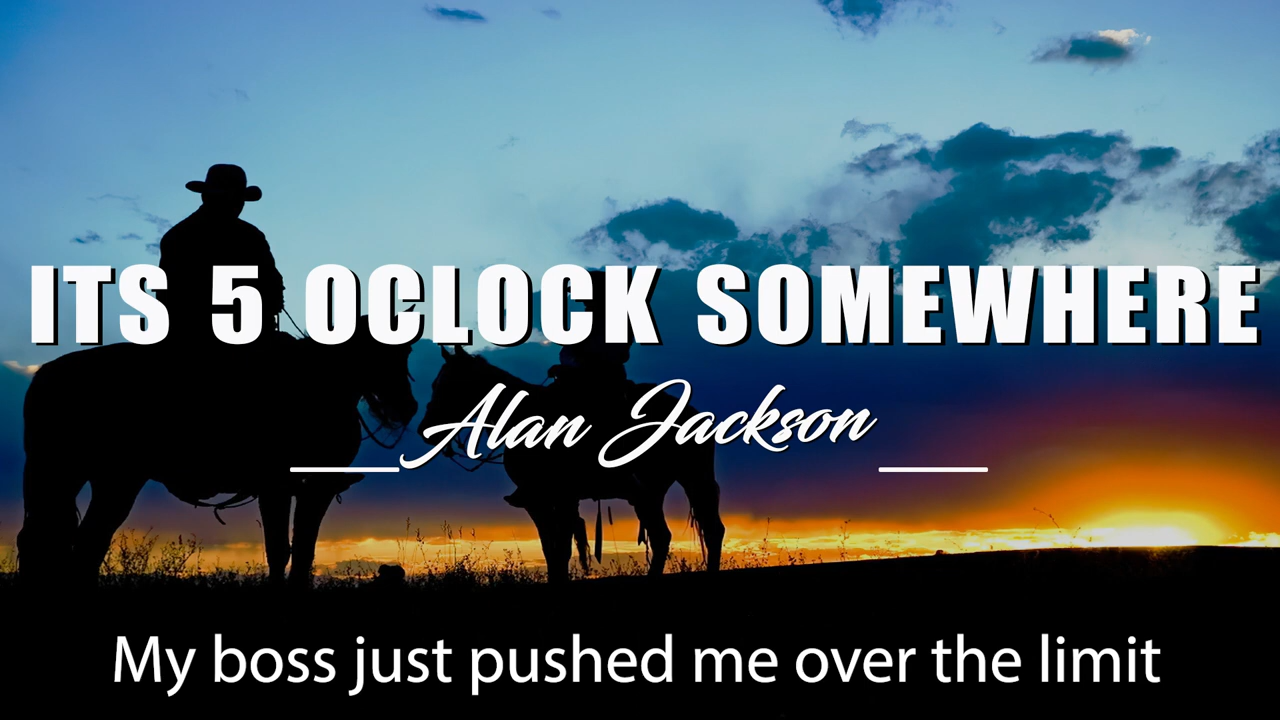 ITS 5 OCLOCK SOMEWHERE
Alan Jackson
My boss just pushed me over the limit